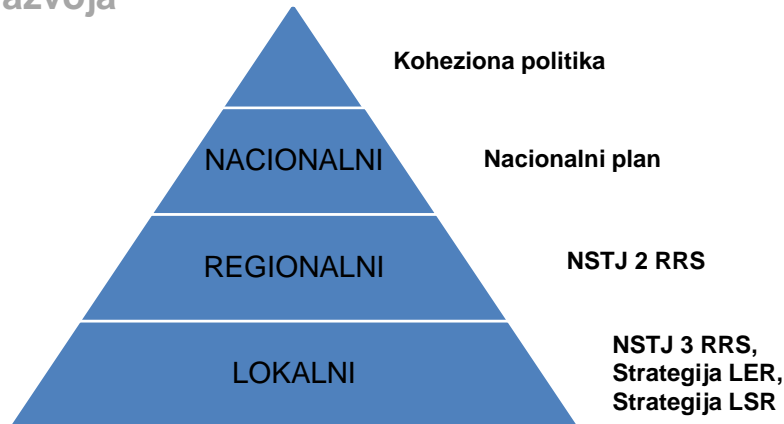 azvoja
Koheziona politika
NACIONALNI
Nacionalni plan
REGIONALNI
NSTJ 2 RRS
LOKALNI
NSTJ 3 RRS,
Strategija LER,
Strategija LSR